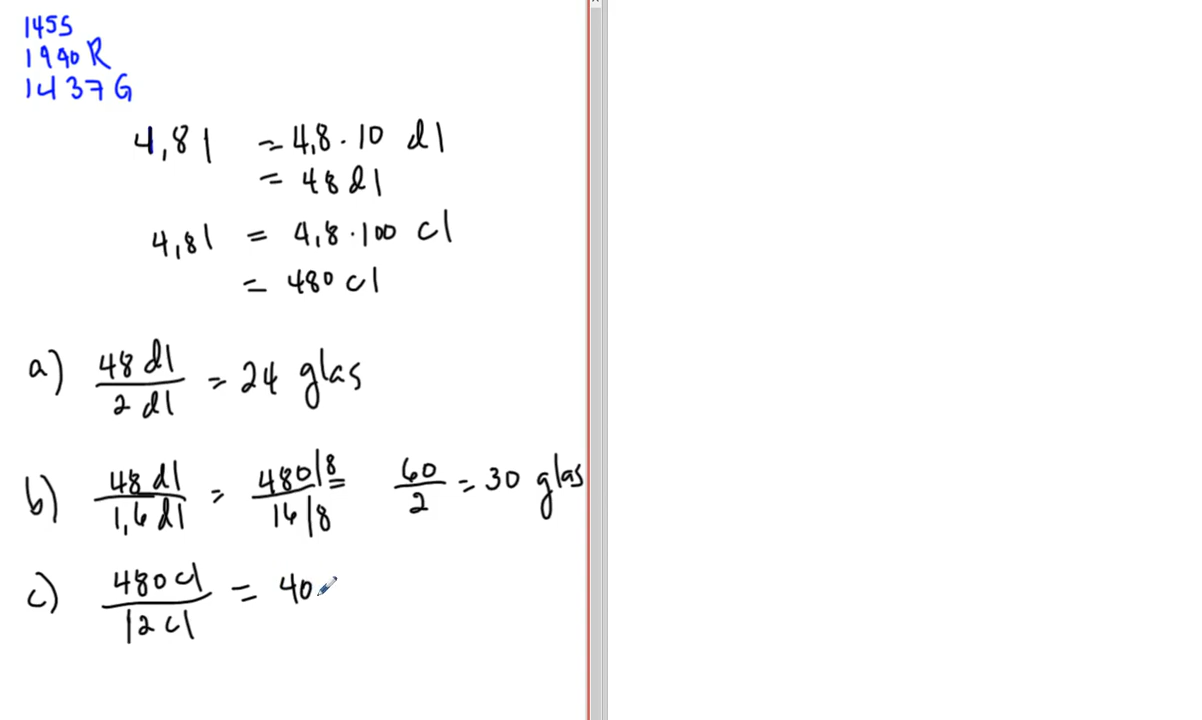 1455
1990 R
1437 G
4,8 l = 4,8 · 10 dl
= 48 dl
4,8 l = 4,8 · 100 cl
= 480 cl
a) 48 dl / 2 dl = 24 glas
b) 48 dl / 1,6 dl = 480/8 / 16/8 = 60 / 2 = 30 glas
c) 480 cl / 12 cl = 40